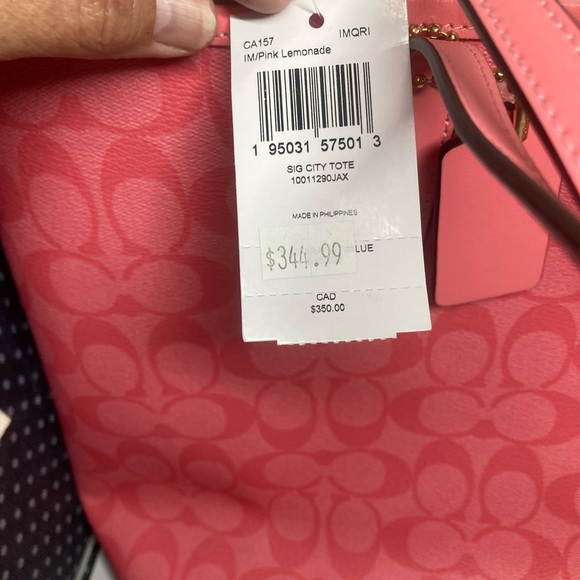 CA157 IMQRI
IM/Pink Lemonade
1 95031 57501 3
SIG CITY TOTE
10011290JAX
MADE IN PHILIPPINES
$344.99 LUE
CAD
$350.00